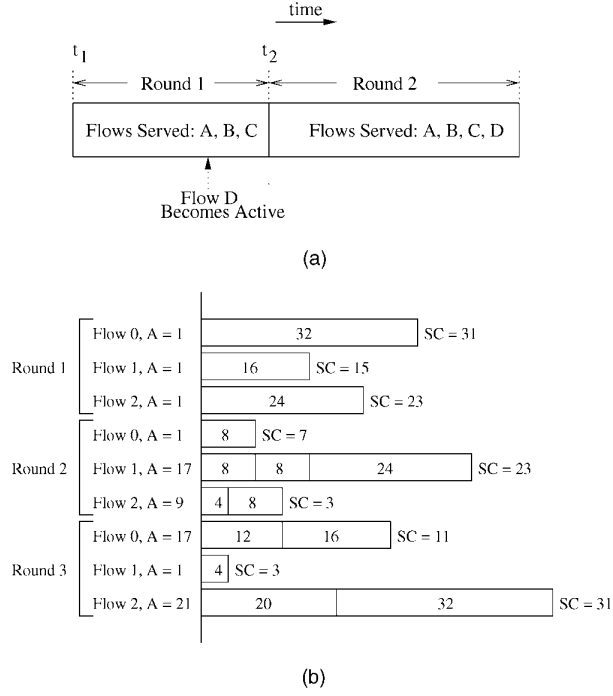 time
t1 t2
Round 1 Round 2
Flows Served: A, B, C Flows Served: A, B, C, D
Flow D
Becomes Active
(a)
Flow 0, A = 1 32 SC = 31
Round 1 Flow 1, A = 1 16 SC = 15
Flow 2, A = 1 24 SC = 23
Flow 0, A = 1 8 SC = 7
Round 2 Flow 1, A = 17 8 8 24 SC = 23
Flow 2, A = 9 4 8 SC = 3
Flow 0, A = 17 12 16 SC = 11
Round 3 Flow 1, A = 1 4 SC = 3
Flow 2, A = 21 20 32 SC = 31
(b)